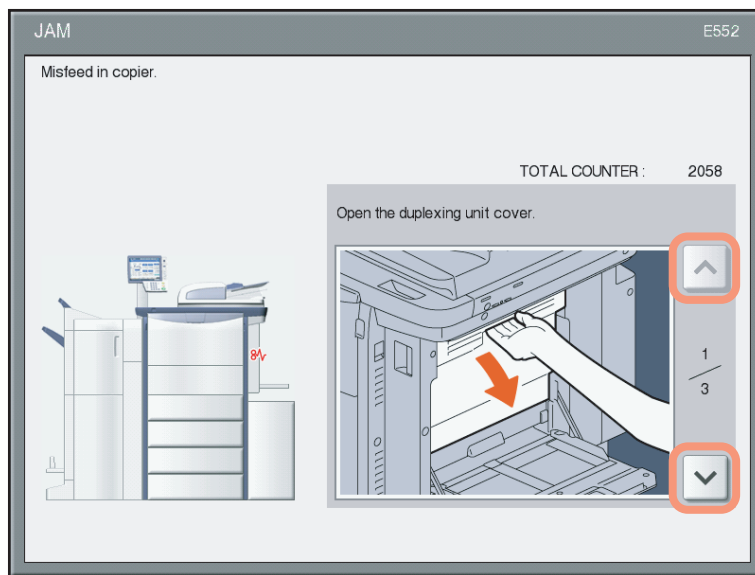 JAM
E552
Misfeed in copier.
TOTAL COUNTER : 2058
Open the duplexing unit cover.
1
3